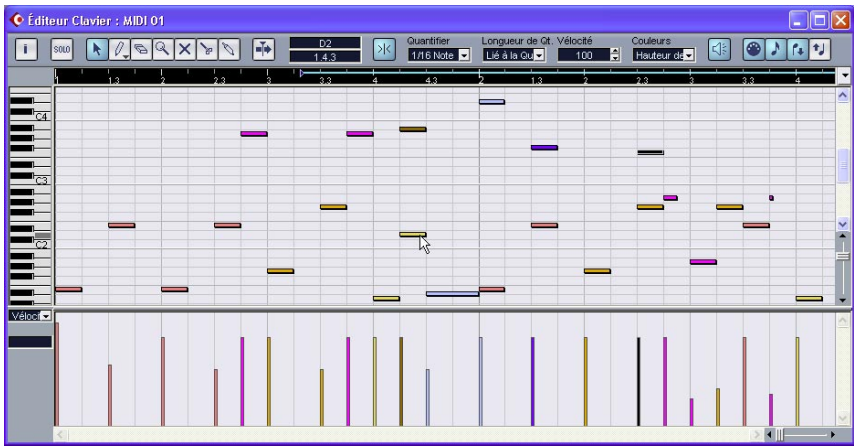 Éditeur Clavier : MIDI 01
i SOLO D2 Quantifier Longueur de Qt. Vélocité Couleurs
1.4.3 1/16 Note Lié à la Qu 100 Hauteur de
1.3 2 2.3 3 3.3 4 4.3 2 1.3 2 2.3 3 3.3 4
C4
C3
C2
Véloci